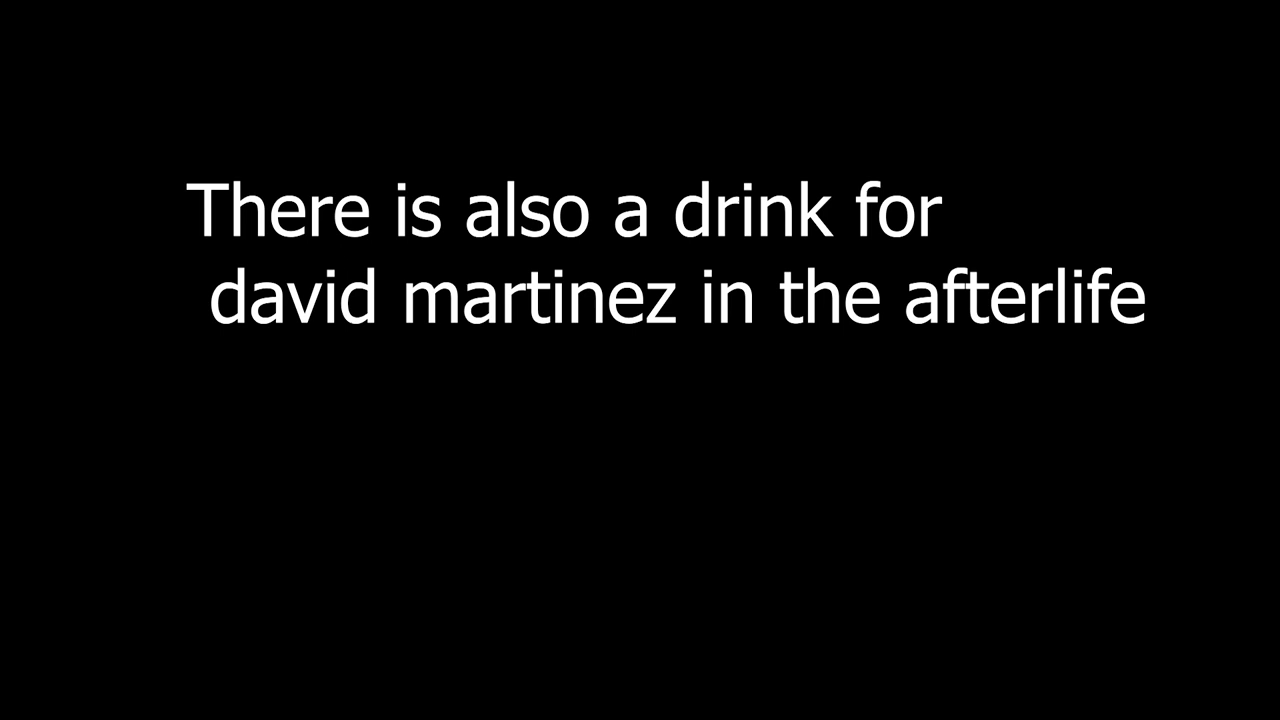 There is also a drink for
david martinez in the afterlife